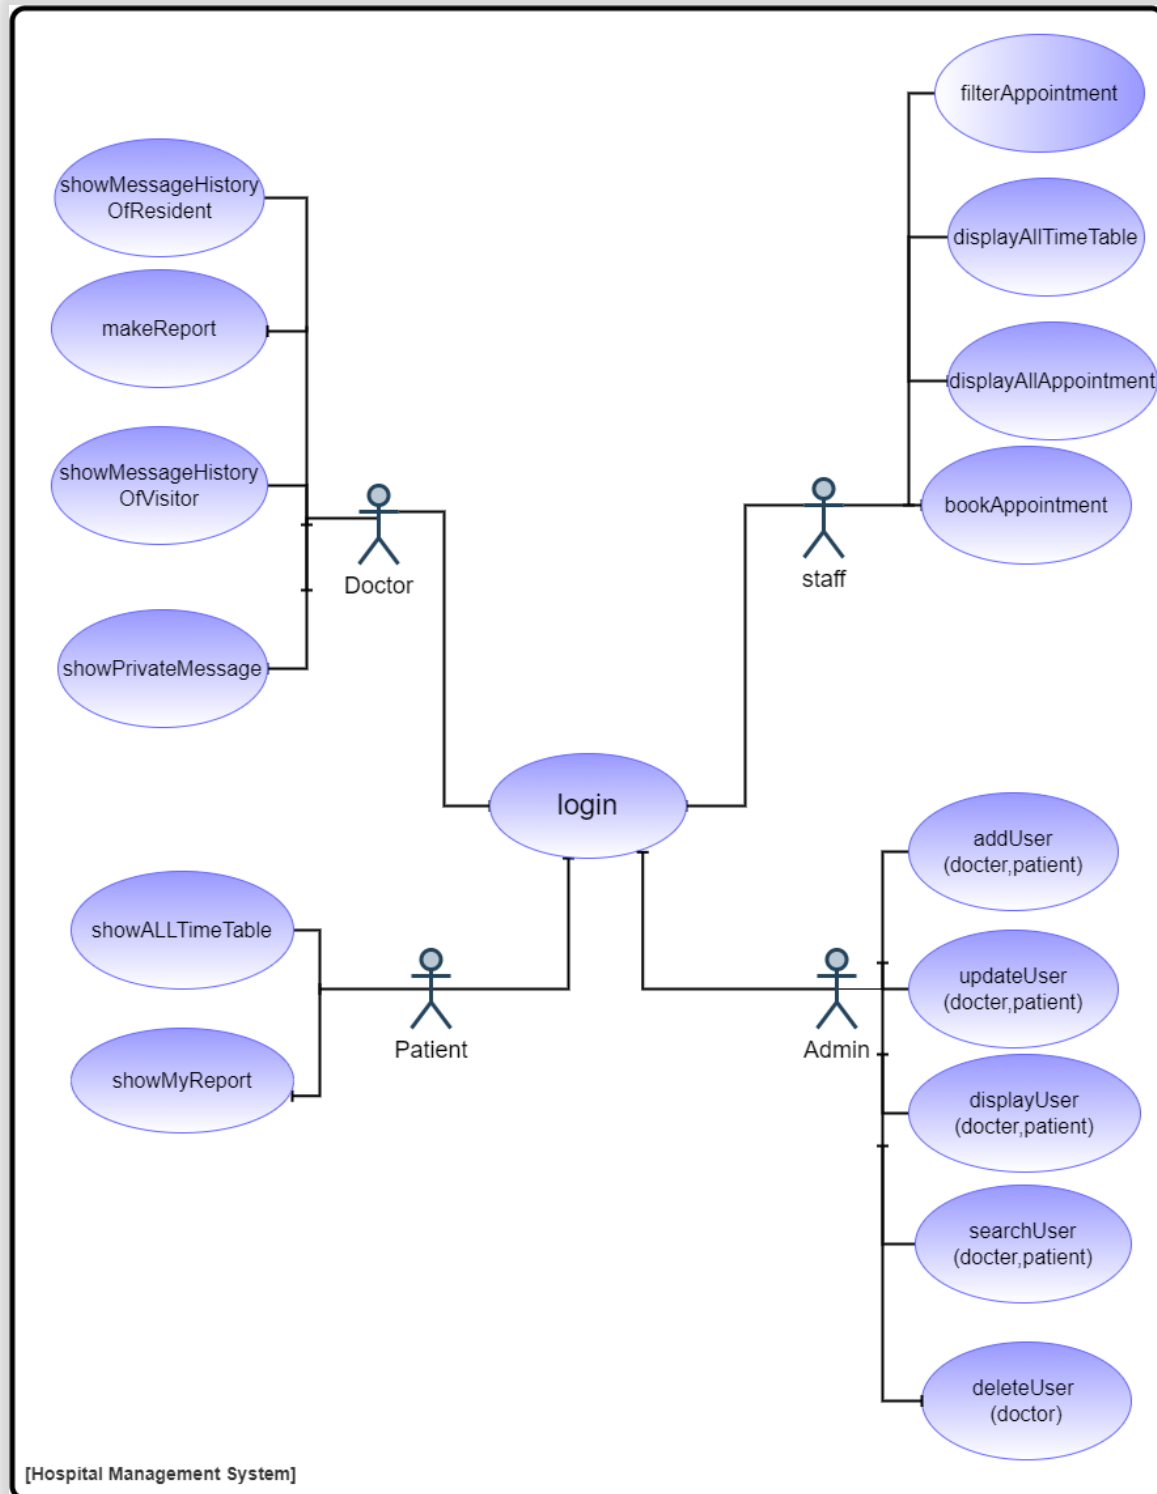 filterAppointment
showMessageHistory
OfResident
displayAllTimeTable
makeReport
displayAllAppointment
showMessageHistory
OfVisitor
bookAppointment
Doctor
staff
showPrivateMessage
login
addUser
(docter,patient)
showALLTimeTable
updateUser
(docter,patient)
Patient
Admin
showMyReport
displayUser
(docter,patient)
searchUser
(docter,patient)
deleteUser
(doctor)
[Hospital Management System]